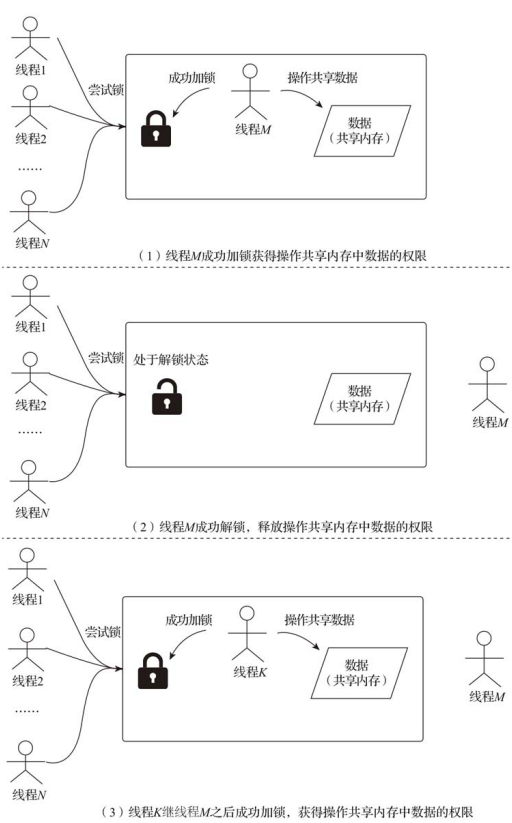 线程1
尝试锁
成功加锁
操作共享数据
线程2
线程M
数据
（共享内存）
……
线程N
（1）线程M成功加锁获得操作共享内存中数据的权限
线程1
尝试锁
处于解锁状态
线程2
数据
（共享内存）
线程M
……
线程N
（2）线程M成功解锁，释放操作共享内存中数据的权限
线程1
尝试锁
成功加锁
操作共享数据
线程2
线程K
数据
（共享内存）
线程M
……
线程N
（3）线程K继线程M之后成功加锁，获得操作共享内存中数据的权限